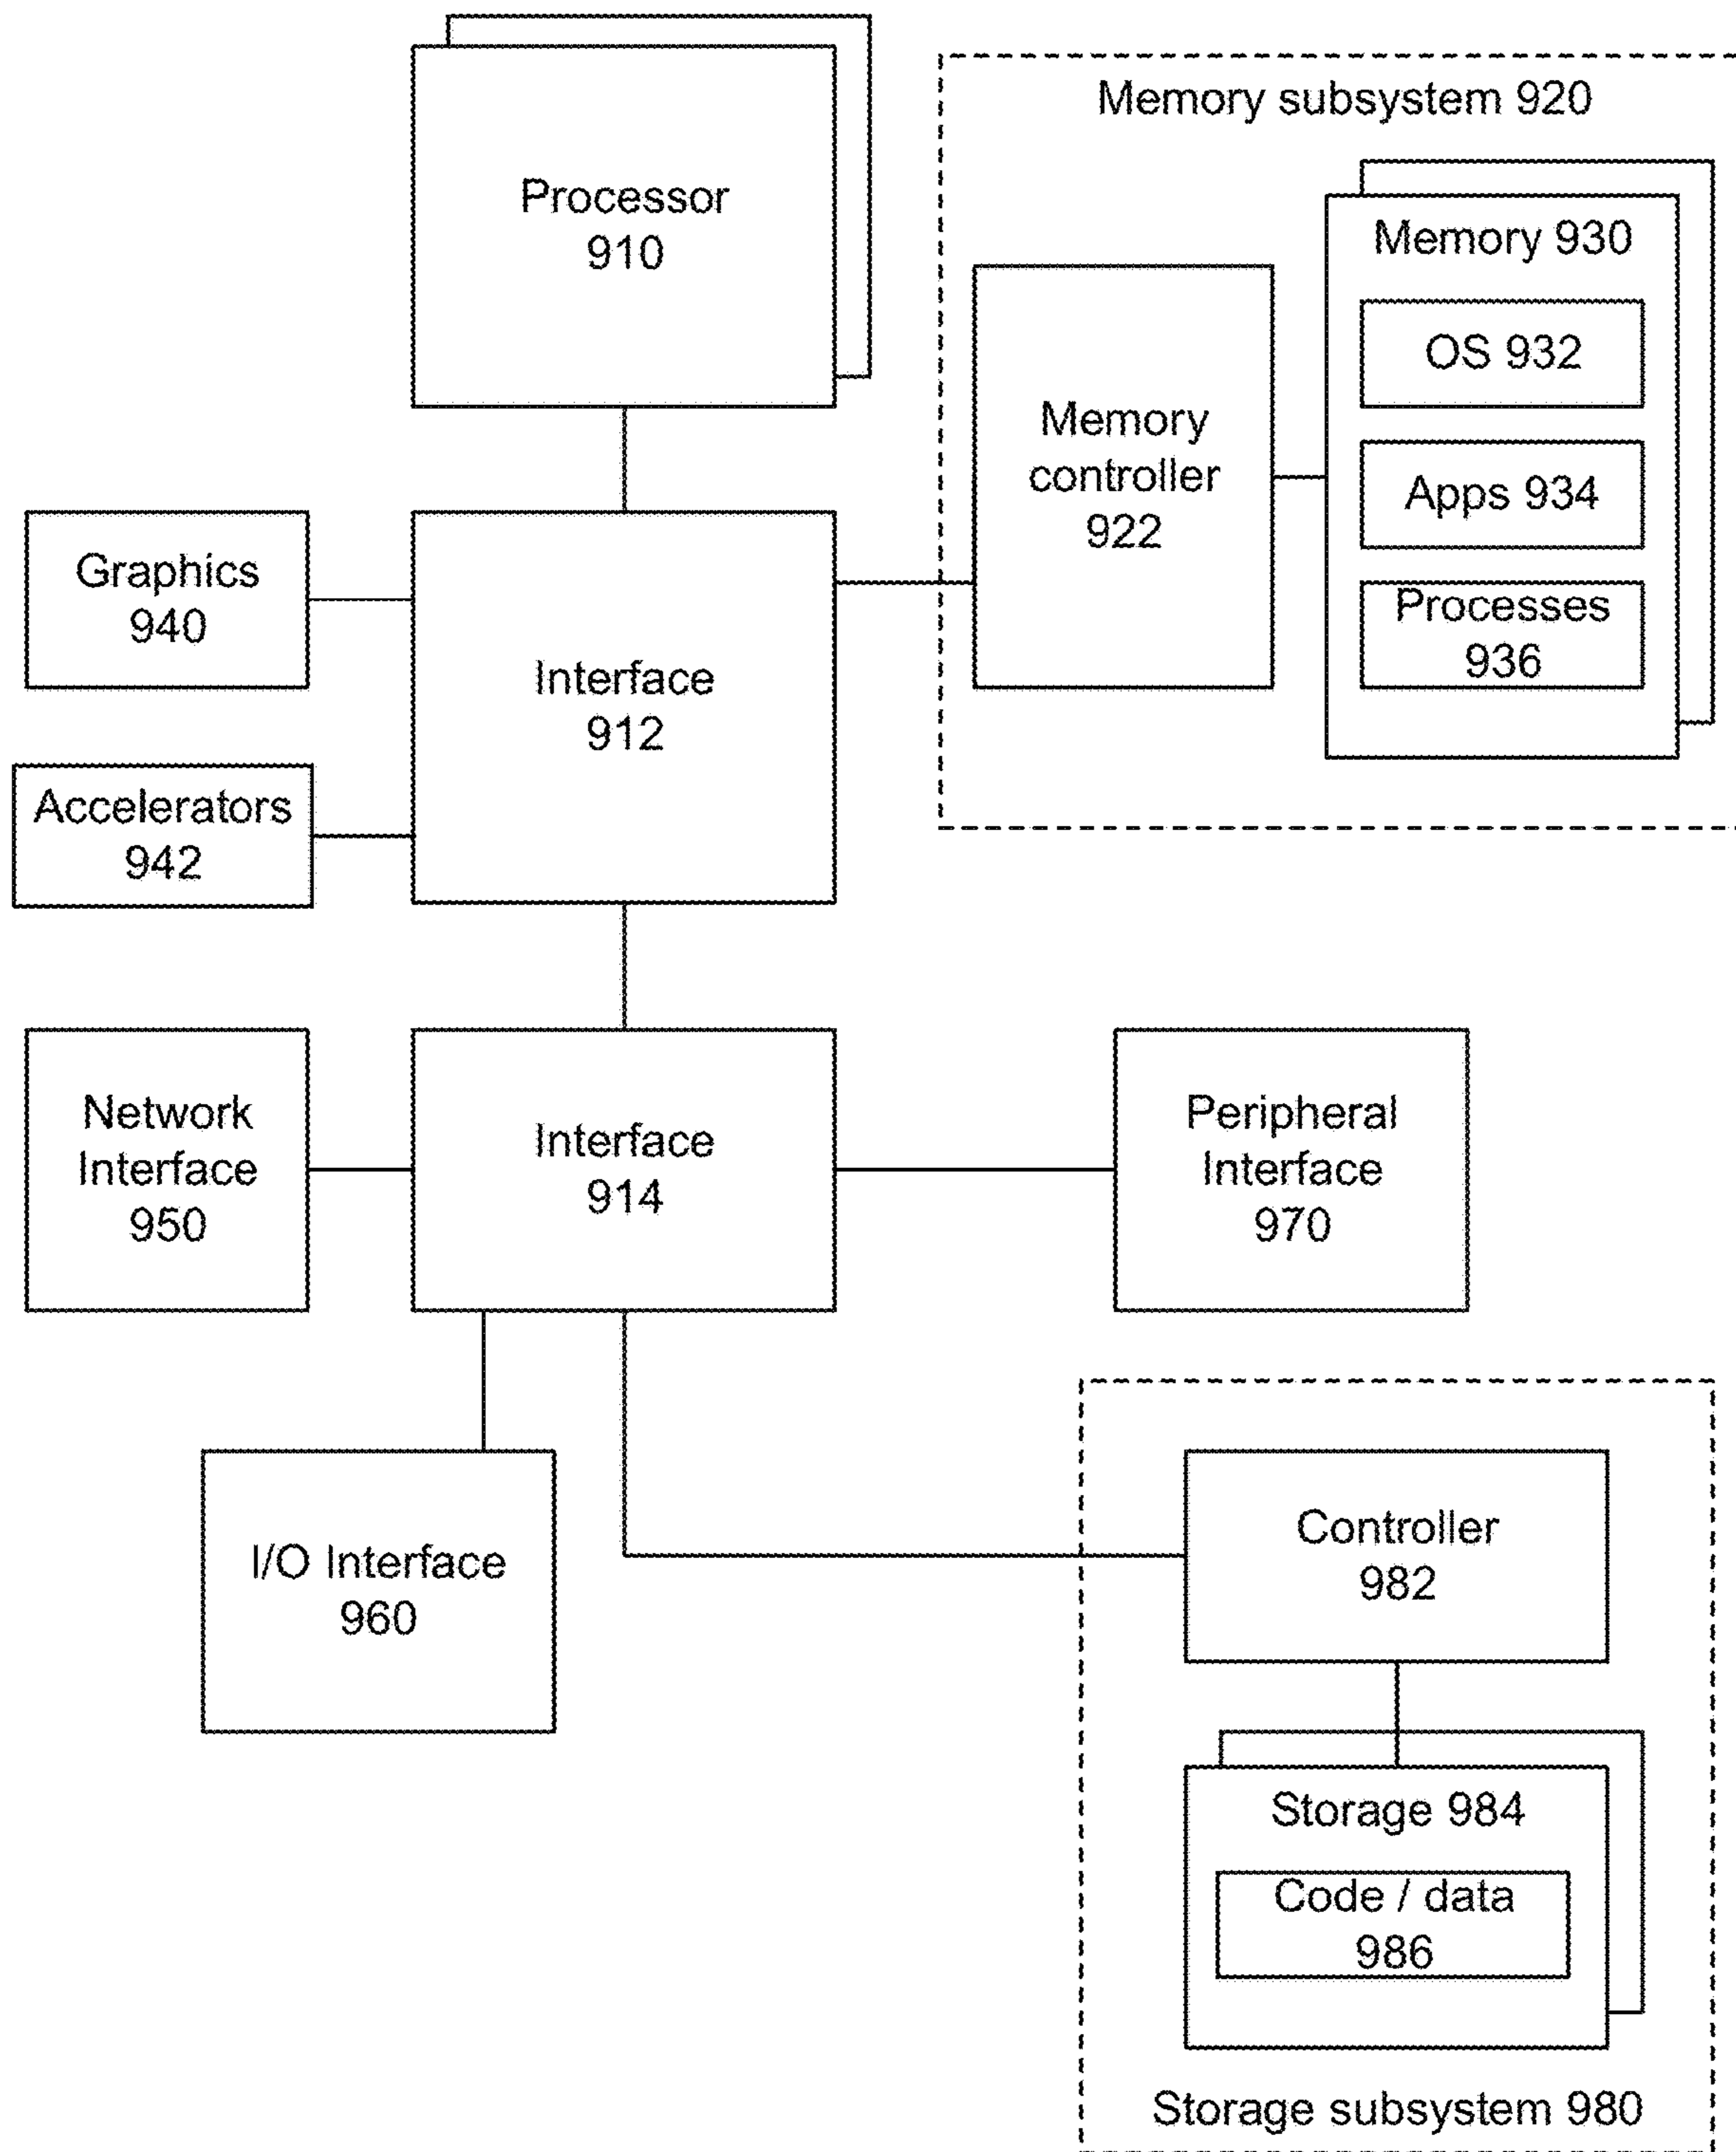 Processor
910
Memory subsystem 920
Memory 930
OS 932
Apps 934
Processes
936
Memory
controller
922
Graphics
940
Interface
912
Accelerators
942
Network
Interface
950
Interface
914
Peripheral
Interface
970
I/O Interface
960
Controller
982
Storage 984
Code / data
986
Storage subsystem 980